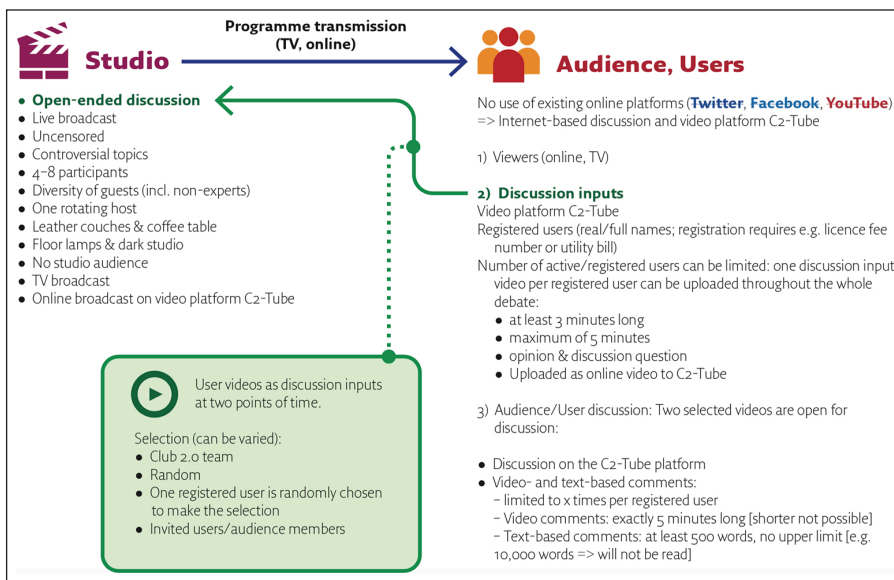 Programme transmission
(TV, online)
Studio
Audience, Users
• Open-ended discussion
• Live broadcast
• Uncensored
• Controversial topics
• 4–8 participants
• Diversity of guests (incl. non-experts)
• One rotating host
• Leather couches & coffee table
• Floor lamps & dark studio
• No studio audience
• TV broadcast
• Online broadcast on video platform C2-Tube
User videos as discussion inputs
at two points of time.
Selection (can be varied):
• Club 2.0 team
• Random
• One registered user is randomly chosen
to make the selection
• Invited users/audience members
No use of existing online platforms (Twitter, Facebook, YouTube)
=> Internet-based discussion and video platform C2-Tube
1) Viewers (online, TV)
2) Discussion inputs
Video platform C2-Tube
Registered users (real/full names; registration requires e.g. licence fee
number or utility bill)
Number of active/registered users can be limited: one discussion input
video per registered user can be uploaded throughout the whole
debate:
• at least 3 minutes long
• maximum of 5 minutes
• opinion & discussion question
• Uploaded as online video to C2-Tube
3) Audience/User discussion: Two selected videos are open for
discussion:
• Discussion on the C2-Tube platform
• Video- and text-based comments:
– limited to x times per registered user
– Video comments: exactly 5 minutes long [shorter not possible]
– Text-based comments: at least 500 words, no upper limit [e.g.
10,000 words => will not be read]